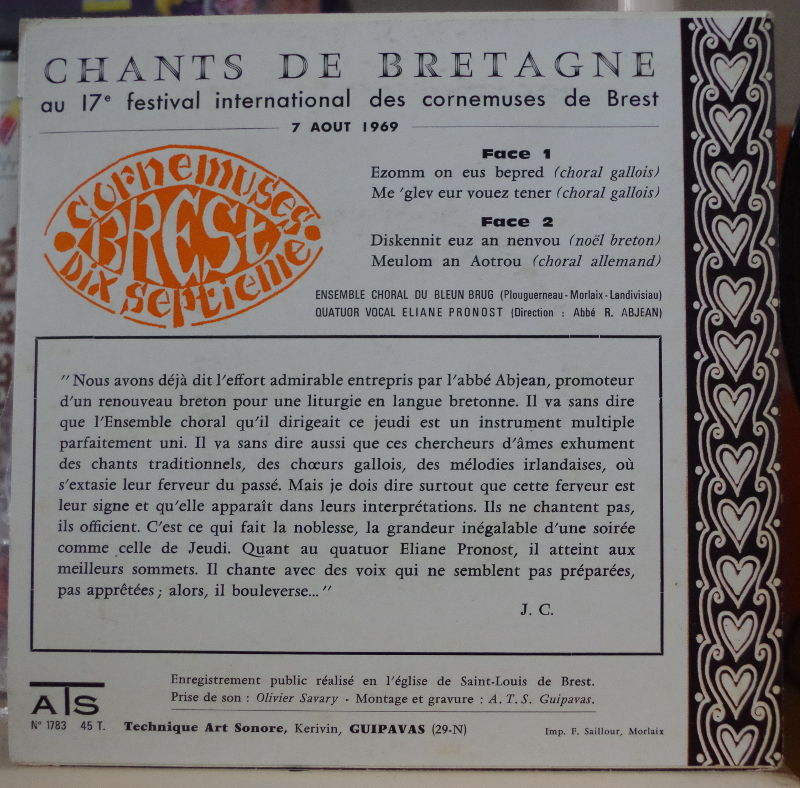 CHANTS DE BRETAGNE
au 17e festival international des cornemuses de Brest
7 AOUT 1969
cornemuses
BREST
Dix septieme
Face 1
Ezomm on eus bepred (choral gallois)
Me 'glev eur vouez tener (choral gallois)
Face 2
Diskennit euz an nenvou (noël breton)
Meulom an Aotrou (choral allemand)
ENSEMBLE CHORAL DU BLEUN BRUG (Plouguerneau - Morlaix - Landivisiau)
QUATUOR VOCAL ELIANE PRONOST (Direction : Abbé R. ABJEAN)
"Nous avons déjà dit l'effort admirable entrepris par l'abbé Abjean, promoteur
d'un renouveau breton pour une liturgie en langue bretonne. Il va sans dire
que l'Ensemble choral qu'il dirigeait ce jeudi est un instrument multiple
parfaitement uni. Il va sans dire aussi que ces chercheurs d'âmes exhument
des chants traditionnels, des chœurs gallois, des mélodies irlandaises, où
s'extasie leur ferveur du passé. Mais je dois dire surtout que cette ferveur est
leur signe et qu'elle apparaît dans leurs interprétations. Ils ne chantent pas,
ils officient. C'est ce qui fait la noblesse, la grandeur inégalable d'une soirée
comme celle de Jeudi. Quant au quatuor Eliane Pronost, il atteint aux
meilleurs sommets. Il chante avec des voix qui ne semblent pas préparées,
pas apprêtées ; alors, il bouleverse..."
J. C.
ATS
N° 1783 45 T.
Enregistrement public réalisé en l'église de Saint-Louis de Brest.
Prise de son : Olivier Savary - Montage et gravure : A. T. S. Guipavas.
Technique Art Sonore, Kerivin, GUIPAVAS (29-N)
Imp. F. Saillour, Morlaix